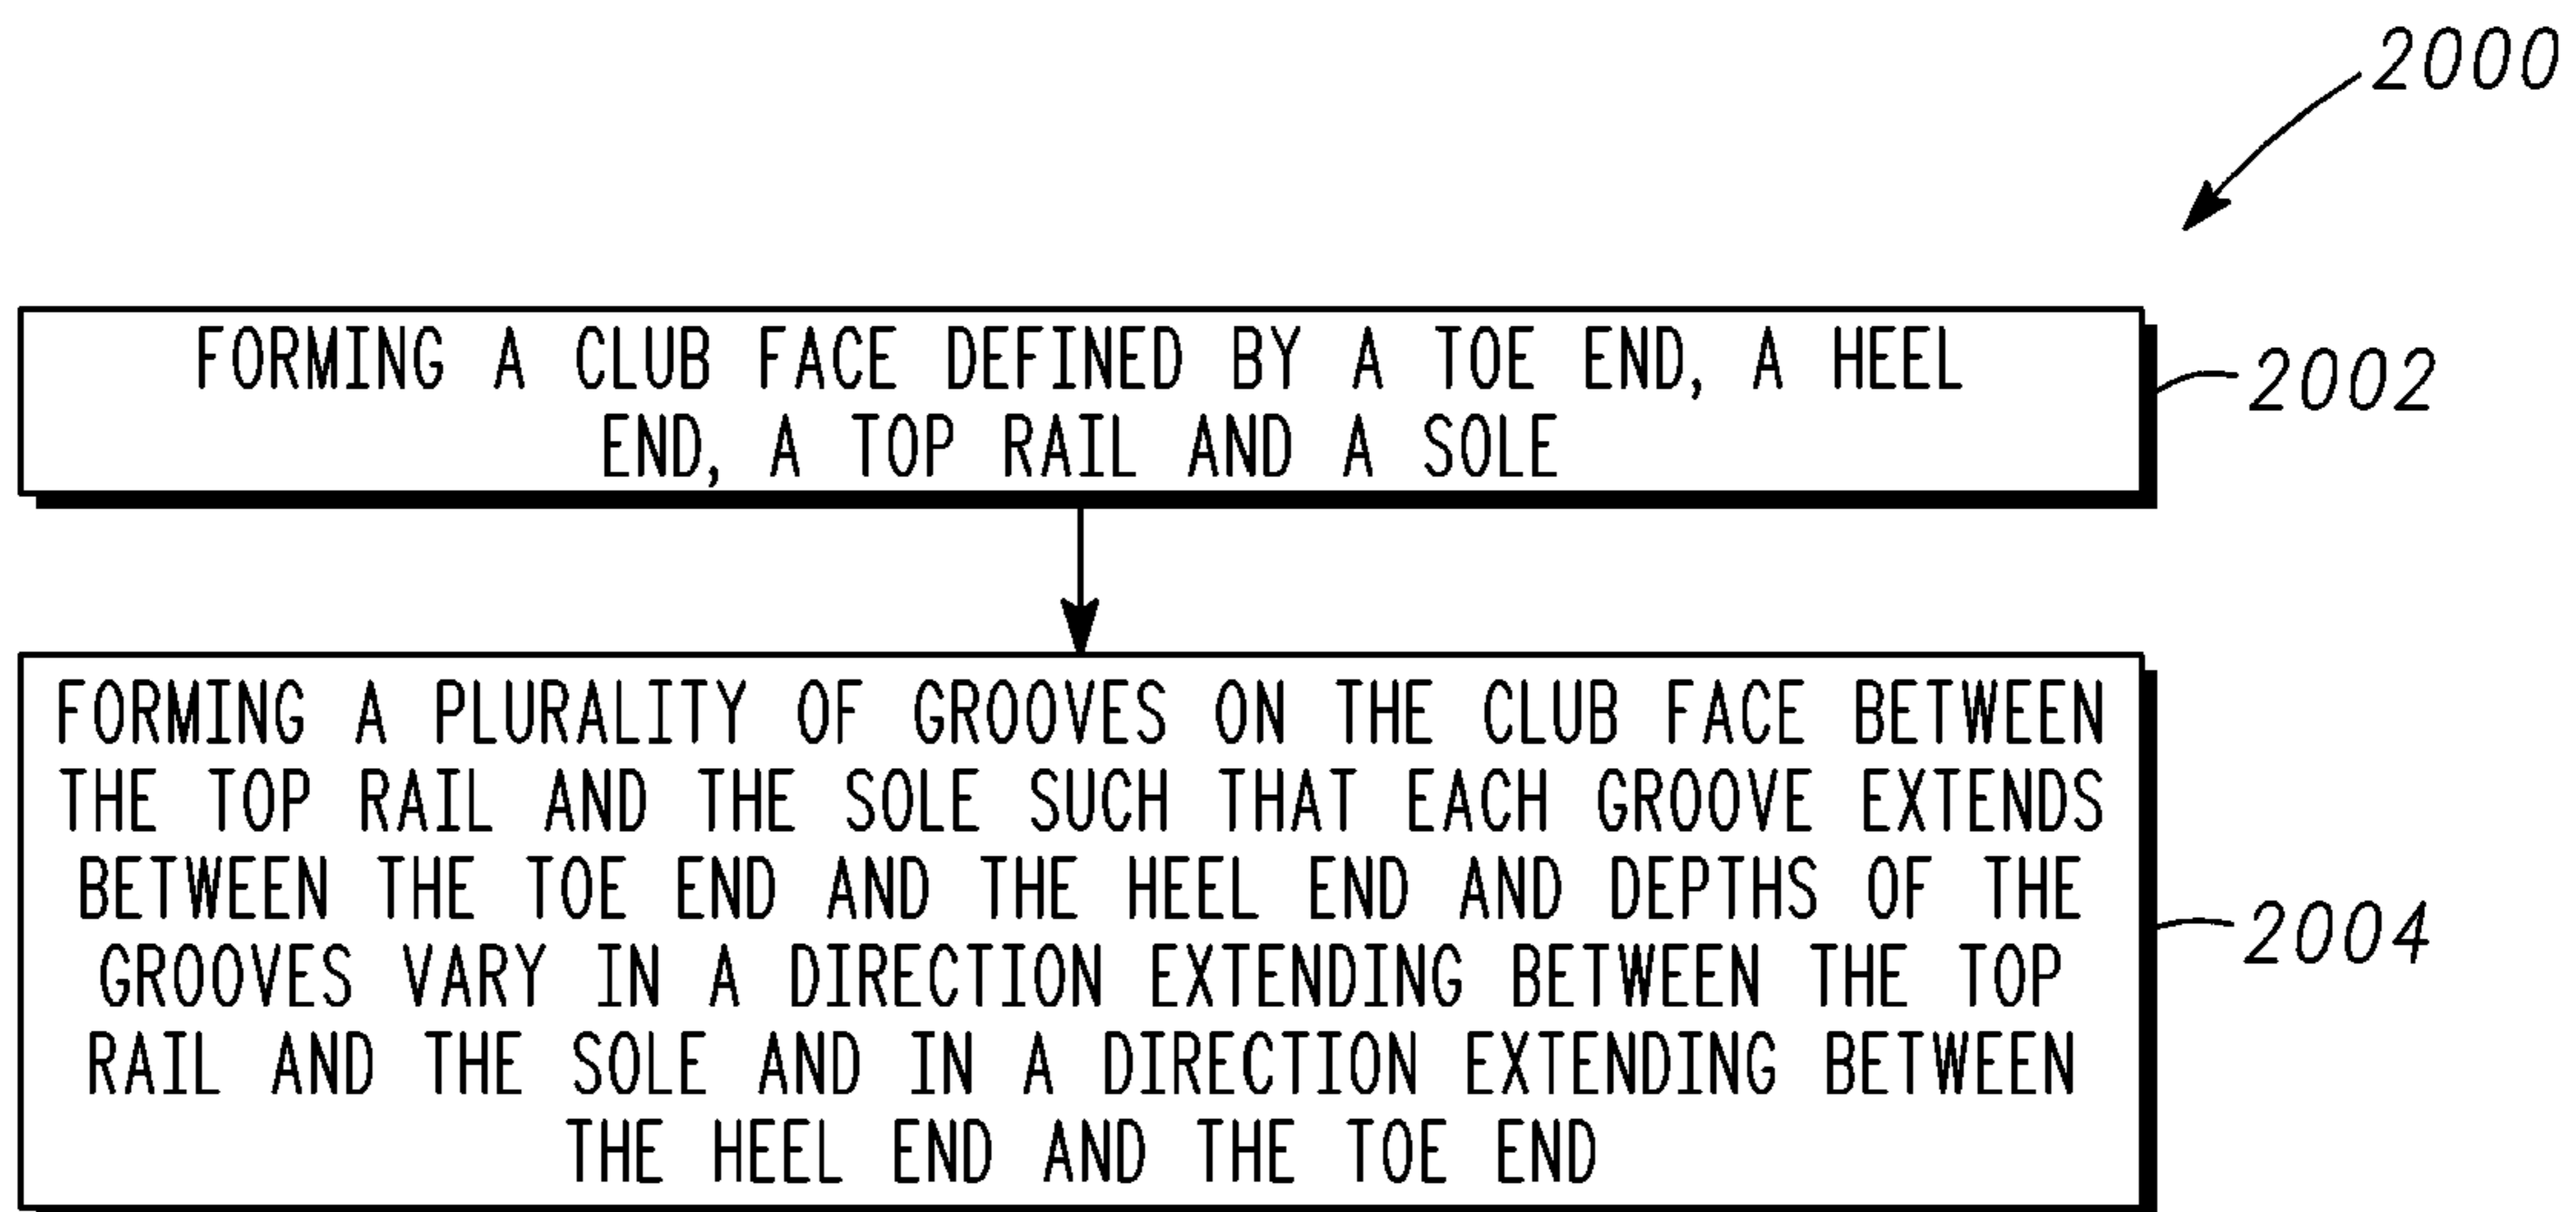 2000
FORMING A CLUB FACE DEFINED BY A TOE END, A HEEL
END, A TOP RAIL AND A SOLE
2002
FORMING A PLURALITY OF GROOVES ON THE CLUB FACE BETWEEN
THE TOP RAIL AND THE SOLE SUCH THAT EACH GROOVE EXTENDS
BETWEEN THE TOE END AND THE HEEL END AND DEPTHS OF THE
GROOVES VARY IN A DIRECTION EXTENDING BETWEEN THE TOP
RAIL AND THE SOLE AND IN A DIRECTION EXTENDING BETWEEN
THE HEEL END AND THE TOE END
2004